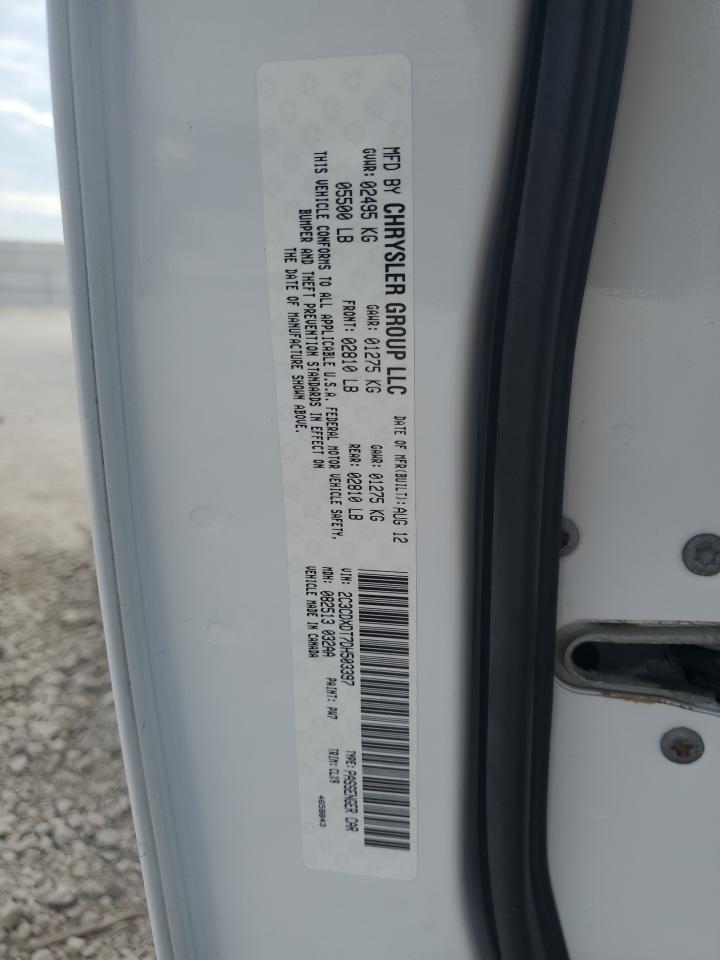 MFD BY CHRYSLER GROUP LLC DATE OF MFR(BUILT): AUG 12
GVWR: 02495 KG GAWR: 01275 KG GAWR: 01275 KG
05500 LB FRONT: 02810 LB REAR: 02810 LB
THIS VEHICLE CONFORMS TO ALL APPLICABLE U.S.A. FEDERAL MOTOR VEHICLE SAFETY,
BUMPER AND THEFT PREVENTION STANDARDS IN EFFECT ON
THE DATE OF MANUFACTURE SHOWN ABOVE.
VIN: 2C3CDXDT7DH503397 TYPE: PASSENGER CAR
MDH: 082513 032AA PAINT: PW7 TRIM: CLX9
VEHICLE MADE IN CANADA 4658843